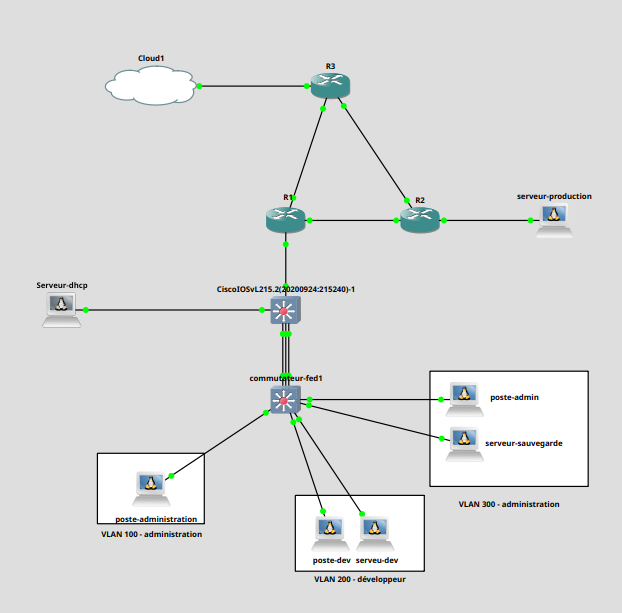 Cloud1
R3
R1
R2
serveur-production
Serveur-dhcp
CiscoIOSvL215.2(20200924:215240)-1
commutateur-fed1
poste-admin
serveur-sauvegarde
VLAN 300 - administration
poste-administration
VLAN 100 - administration
poste-dev
serveu-dev
VLAN 200 - développeur